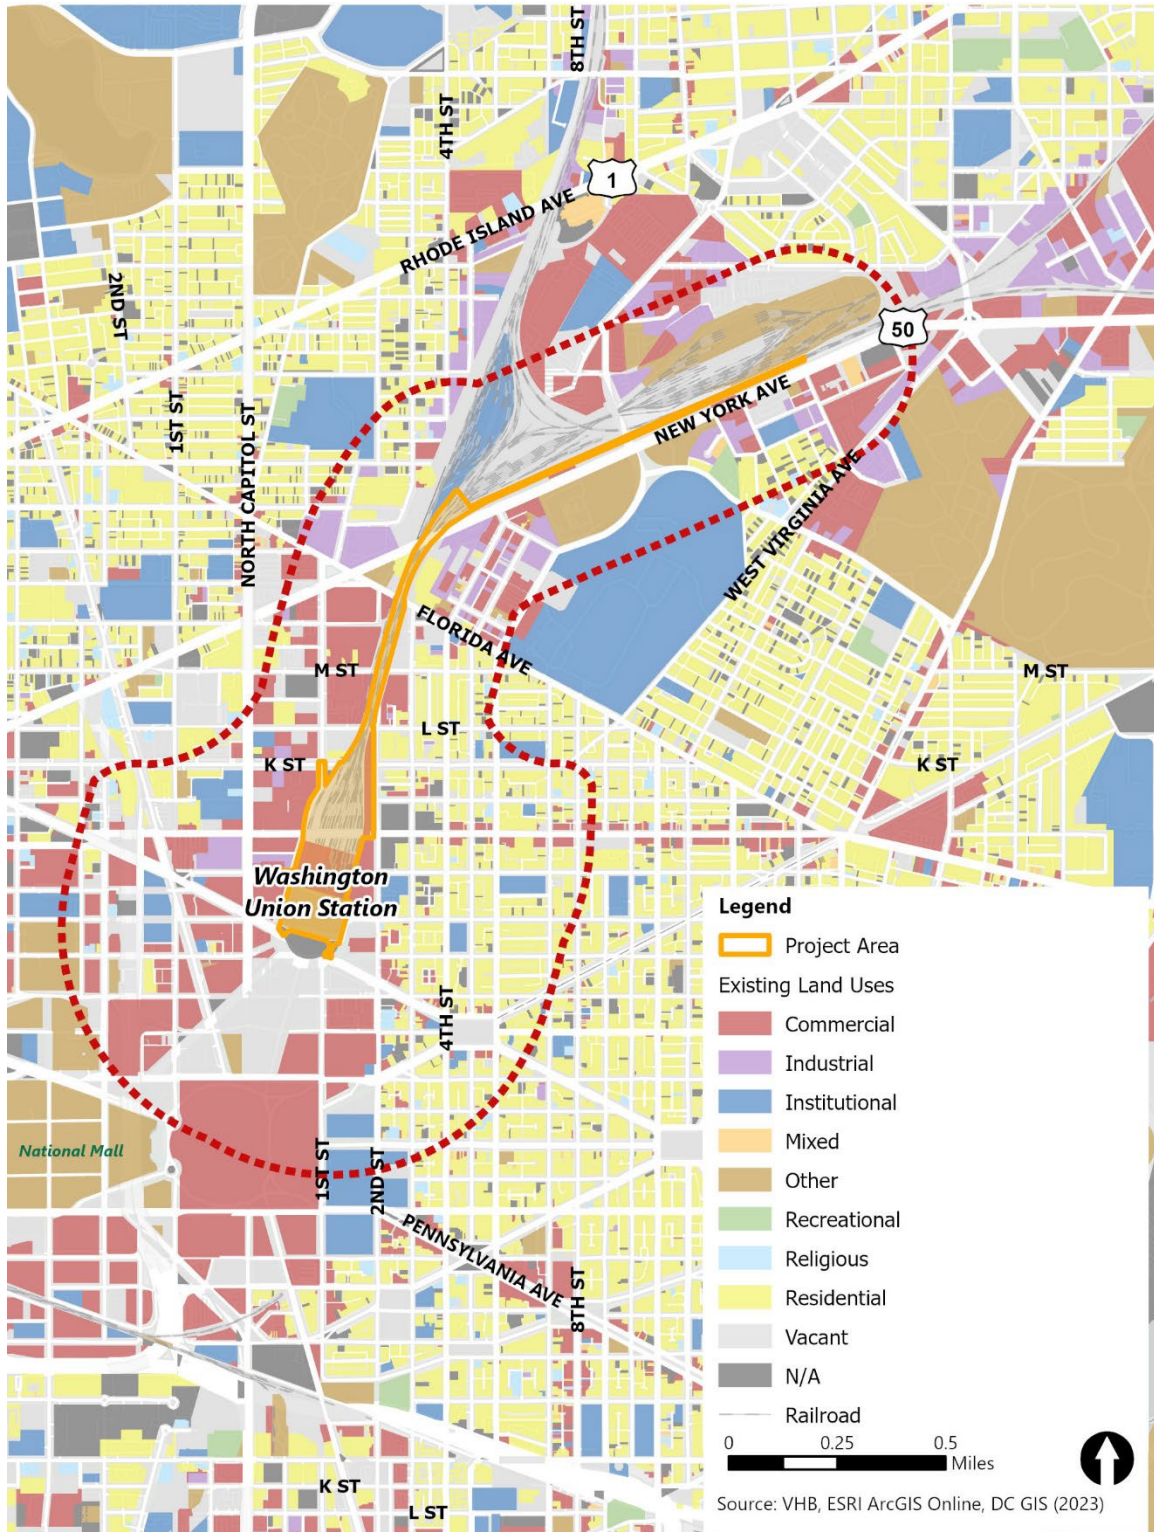 8TH ST
4TH ST
1
RHODE ISLAND AVE
2ND ST
50
NEW YORK AVE
1ST ST
NORTH CAPITOL ST
WEST VIRGINIA AVE
FLORIDA AVE
M ST
M ST
L ST
K ST
K ST
Washington
Union Station
4TH ST
National Mall
1ST ST
2ND ST
PENNSYLVANIA AVE
8TH ST
K ST
L ST
Legend
Project Area
Existing Land Uses
Commercial
Industrial
Institutional
Mixed
Other
Recreational
Religious
Residential
Vacant
N/A
Railroad
0 0.25 0.5
Miles
Source: VHB, ESRI ArcGIS Online, DC GIS (2023)